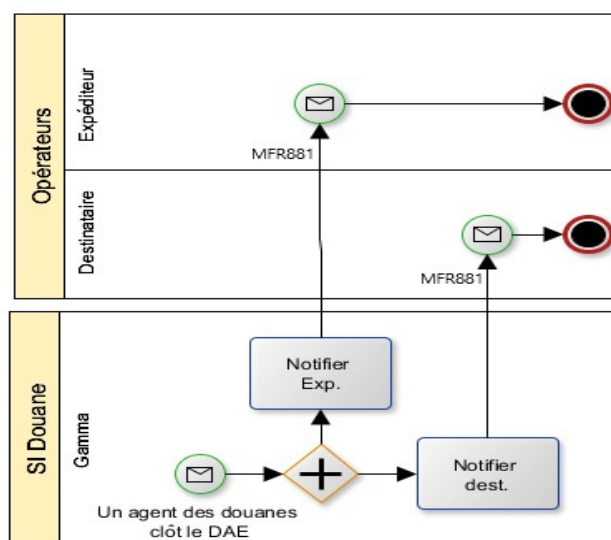 Opérateurs
Expéditeur
MFR881
Destinataire
MFR881
SI Douane
Gamma
Notifier
Exp.
Notifier
dest.
Un agent des douanes
clôt le DAE